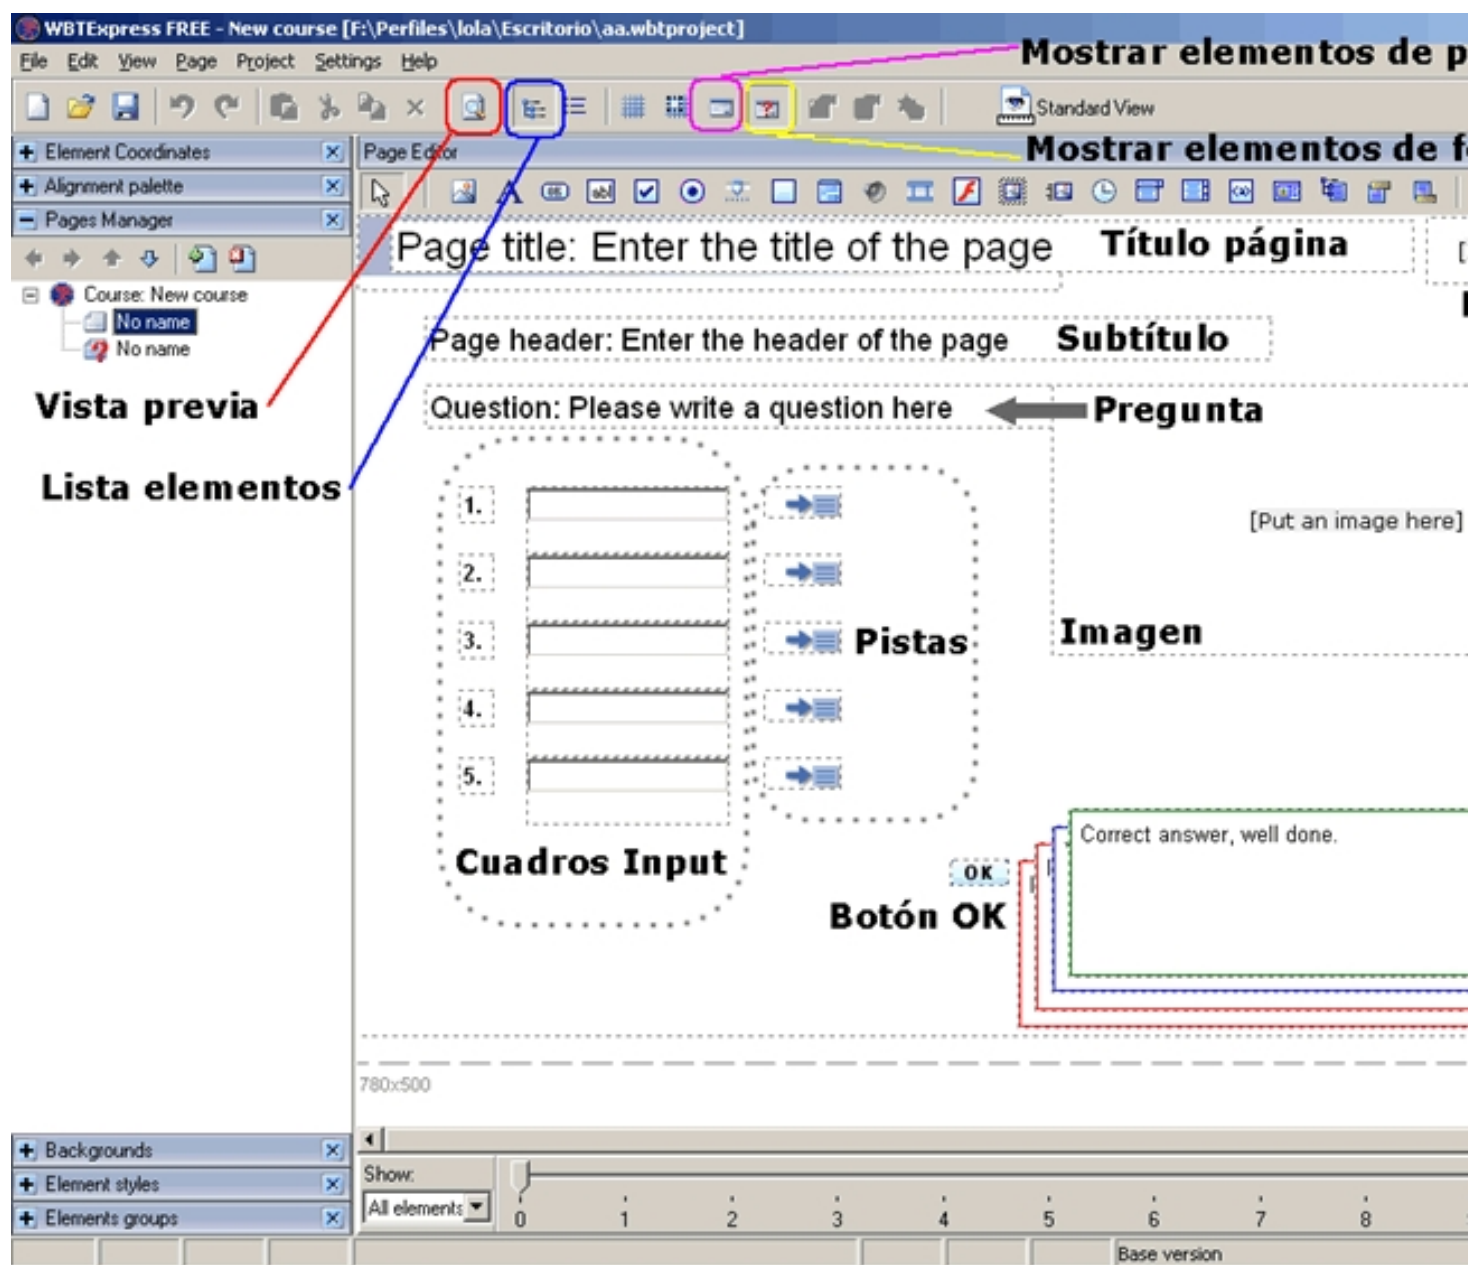 WBTExpress FREE - New course [F:\Perfiles\lola\Escritorio\aa.wbtproject]
File Edit View Page Project Settings Help
Mostrar elementos de
Standard View
Element Coordinates
Page Editor
Mostrar elementos de
Alignment palette
Pages Manager
Page title: Enter the title of the page
Título página
Course: New course
No name
No name
Page header: Enter the header of the page
Subtítulo
Vista previa
Question: Please write a question here
Pregunta
Lista elementos
1.
[Put an image here]
2.
3.
Pistas
Imagen
4.
5.
Correct answer, well done.
Cuadros Input
OK
Botón OK
780x500
Backgrounds
Show:
Element styles
All elements
Elements groups
0 1 2 3 4 5 6 7 8
Base version